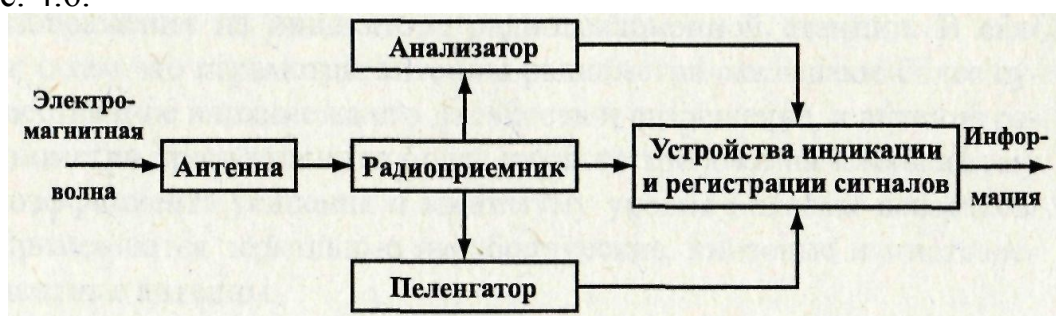 с. 4.6.
Анализатор
Электро-
магнитная
волна
Антенна
Радиоприемник
Устройства индикации
и регистрации сигналов
Инфор-
мация
Пеленгатор